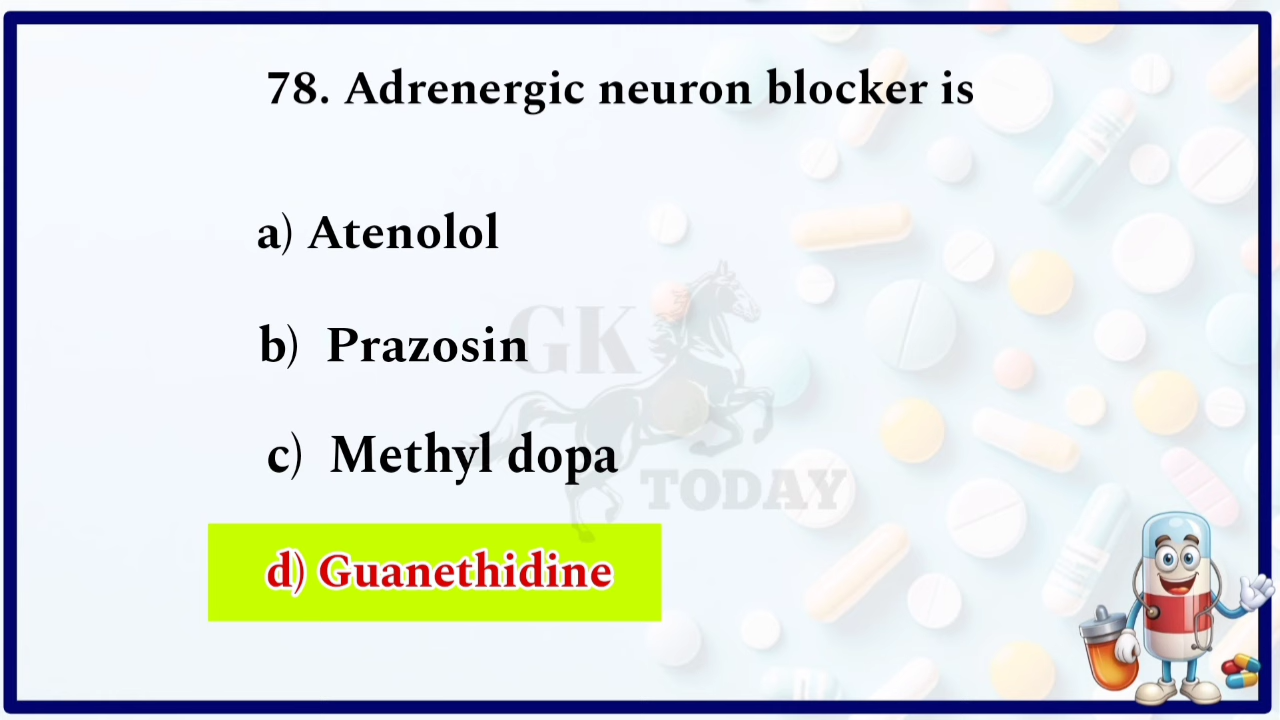 78. Adrenergic neuron blocker is
a) Atenolol
b) Prazosin
GK
c) Methyl dopa
TODAY
d) Guanethidine